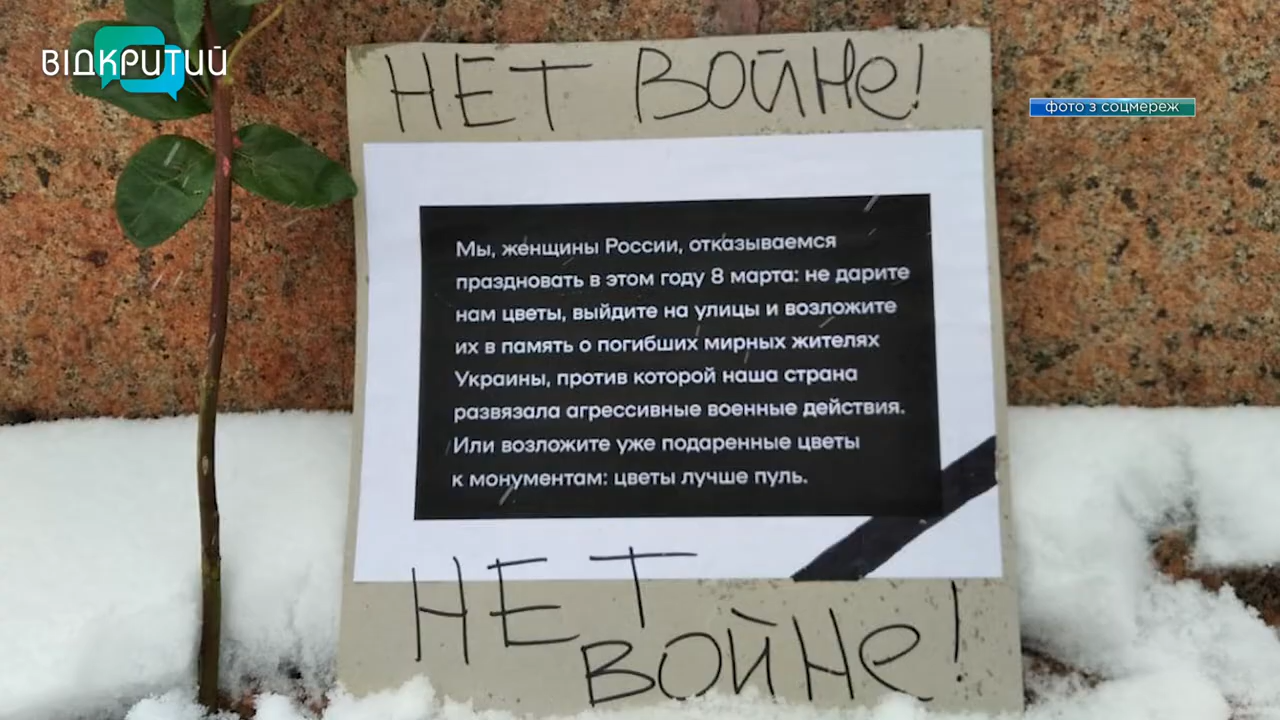 ВІДКРИТИЙ
фото з соцмереж
НЕТ ВОЙНе!
Мы, женщины России, отказываемся
праздновать в этом году 8 марта: не дарите
нам цветы, выйдите на улицы и возложите
их в память о погибших мирных жителях
Украины, против которой наша страна
развязала агрессивные военные действия.
Или возложите уже подаренные цветы
к монументам: цветы лучше пуль.
НЕТ
ВОЙНе!